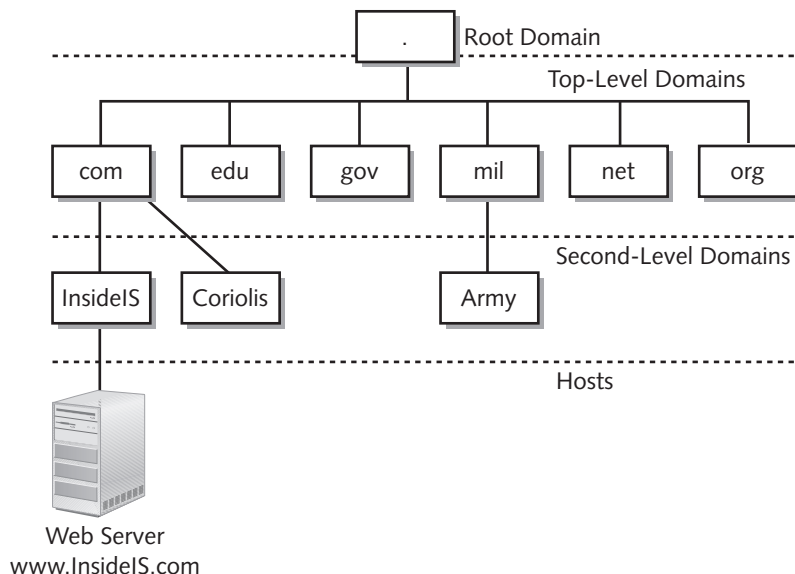 .
Root Domain
Top-Level Domains
com edu gov mil net org
Second-Level Domains
InsideIS Coriolis Army
Hosts
Web Server
www.InsideIS.com